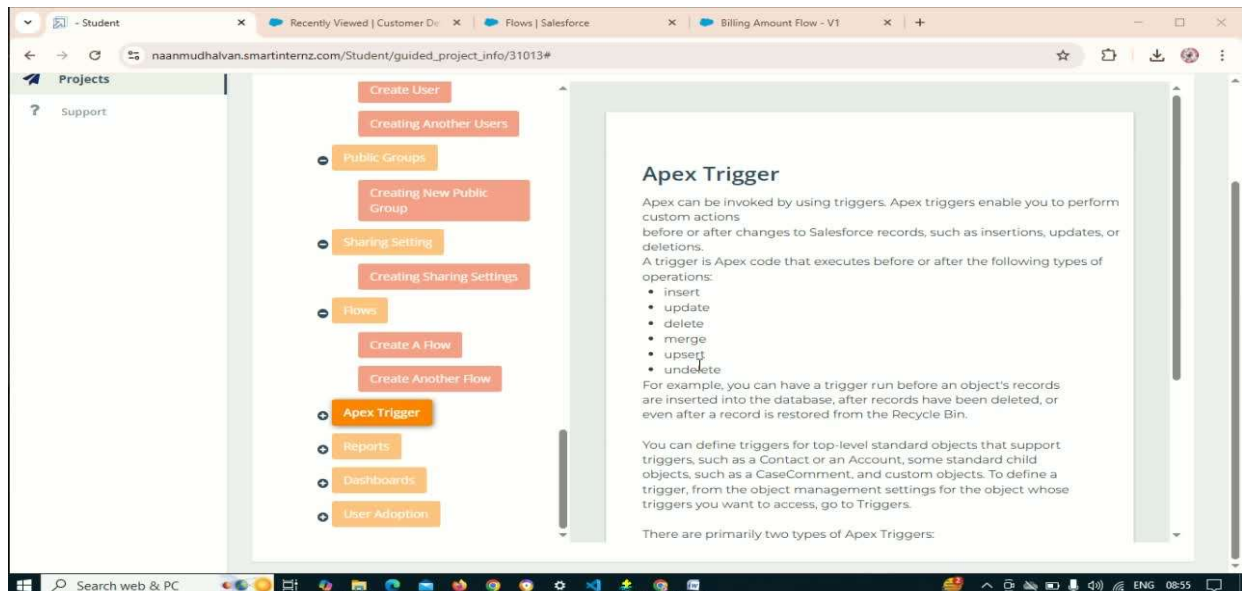 - Student
Recently Viewed | Customer De
Flows | Salesforce
Billing Amount Flow - V1
naanmudhalvan.smartinternz.com/Student/guided_project_info/31013#
Projects
? Support
Create User
Creating Another Users
Public Groups
Creating New Public
Group
Sharing Setting
Creating Sharing Settings
Flows
Create A Flow
Create Another Flow
Apex Trigger
Reports
Dashboards
User Adoption
Apex Trigger
Apex can be invoked by using triggers. Apex triggers enable you to perform
custom actions
before or after changes to Salesforce records, such as insertions, updates, or
deletions.
A trigger is Apex code that executes before or after the following types of
operations:
• insert
• update
• delete
• merge
• upsert
• undelete
For example, you can have a trigger run before an object's records
are inserted into the database, after records have been deleted, or
even after a record is restored from the Recycle Bin.
You can define triggers for top-level standard objects that support
triggers, such as a Contact or an Account, some standard child
objects, such as a CaseComment, and custom objects. To define a
trigger, from the object management settings for the object whose
triggers you want to access, go to Triggers.
There are primarily two types of Apex Triggers:
Search web & PC
ENG 08:55